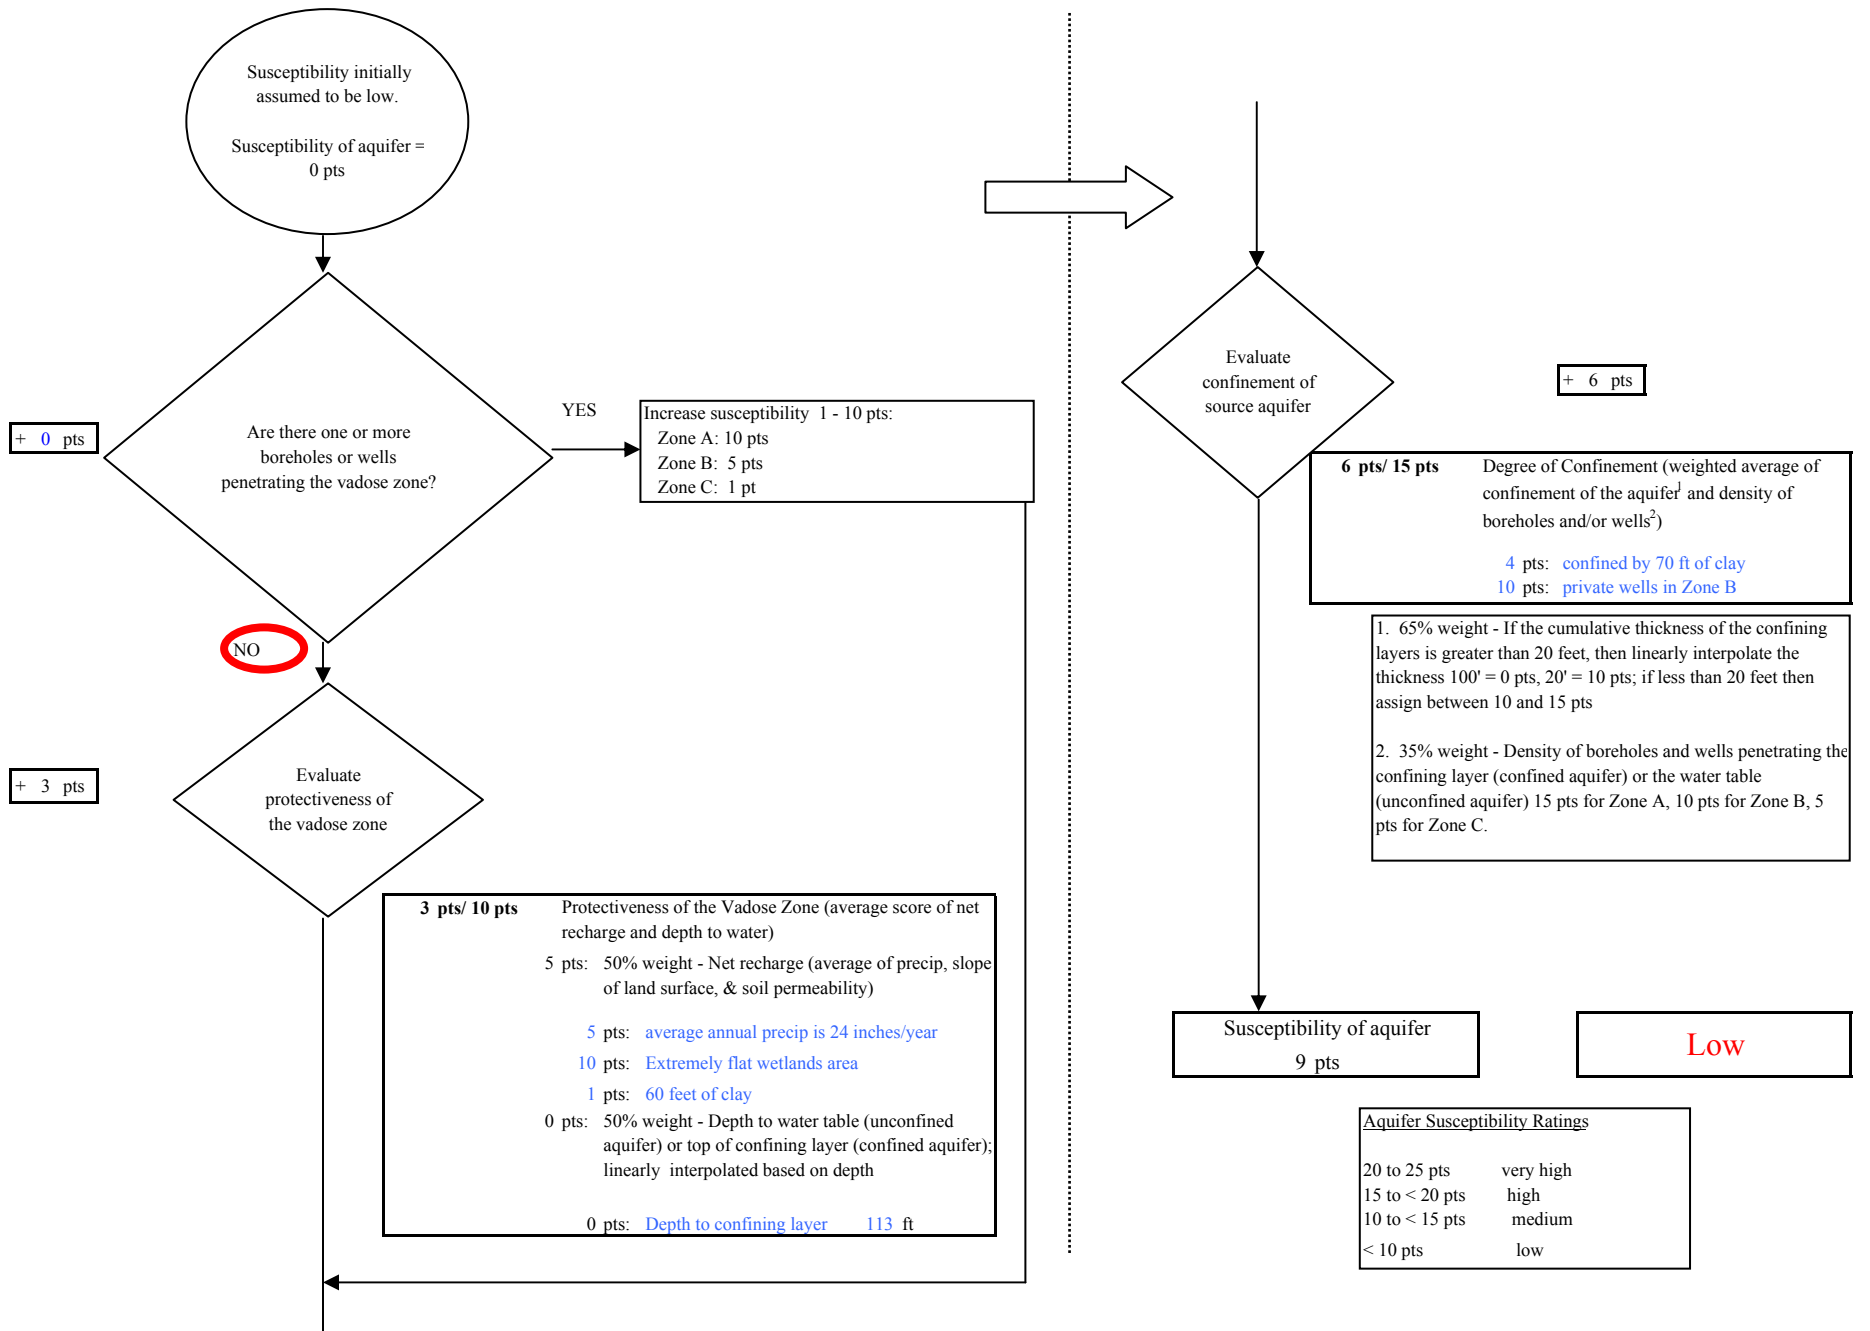 Susceptibility initially
assumed to be low.
Susceptibility of aquifer =
0 pts
+ 0 pts
Are there one or more
boreholes or wells
penetrating the vadose zone?
YES
Increase susceptibility 1 - 10 pts:
Zone A: 10 pts
Zone B: 5 pts
Zone C: 1 pt
NO
+ 3 pts
Evaluate
protectiveness of
the vadose zone
3 pts/ 10 pts Protectiveness of the Vadose Zone (average score of net
recharge and depth to water)
5 pts: 50% weight - Net recharge (average of precip, slope
of land surface, & soil permeability)
5 pts: average annual precip is 24 inches/year
10 pts: Extremely flat wetlands area
1 pts: 60 feet of clay
0 pts: 50% weight - Depth to water table (unconfined
aquifer) or top of confining layer (confined aquifer);
linearly interpolated based on depth
0 pts: Depth to confining layer 113 ft
Evaluate
confinement of
source aquifer
+ 6 pts
6 pts/ 15 pts Degree of Confinement (weighted average of
confinement of the aquifer1 and density of
boreholes and/or wells2)
4 pts: confined by 70 ft of clay
10 pts: private wells in Zone B
1. 65% weight - If the cumulative thickness of the confining
layers is greater than 20 feet, then linearly interpolate the
thickness 100' = 0 pts, 20' = 10 pts; if less than 20 feet then
assign between 10 and 15 pts
2. 35% weight - Density of boreholes and wells penetrating the
confining layer (confined aquifer) or the water table
(unconfined aquifer) 15 pts for Zone A, 10 pts for Zone B, 5
pts for Zone C.
Susceptibility of aquifer
9 pts
Low
Aquifer Susceptibility Ratings
20 to 25 pts very high
15 to < 20 pts high
10 to < 15 pts medium
< 10 pts low